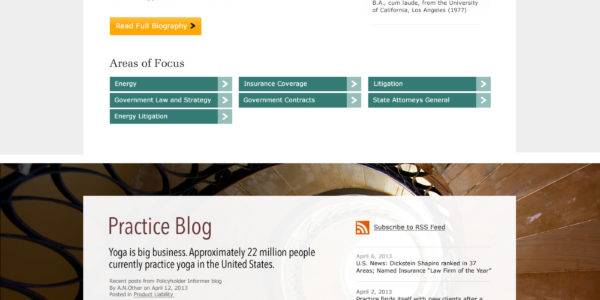 B.A., cum laude, from the University
of California, Los Angeles (1977)
Read Full Biography
Areas of Focus
Energy
Insurance Coverage
Litigation
Government Law and Strategy
Government Contracts
State Attorneys General
Energy Litigation
Practice Blog
Yoga is big business. Approximately 22 million people
currently practice yoga in the United States.
Recent posts from Policyholder Informer blog
By A.N.Other on April 12, 2013
Posted in Product Liability
Subscribe to RSS Feed
April 6, 2013
U.S. News: Dickstein Shapiro ranked in 37
Areas; Named Insurance "Law Firm of the Year"
April 2, 2013
Practice finds itself with new clients after a